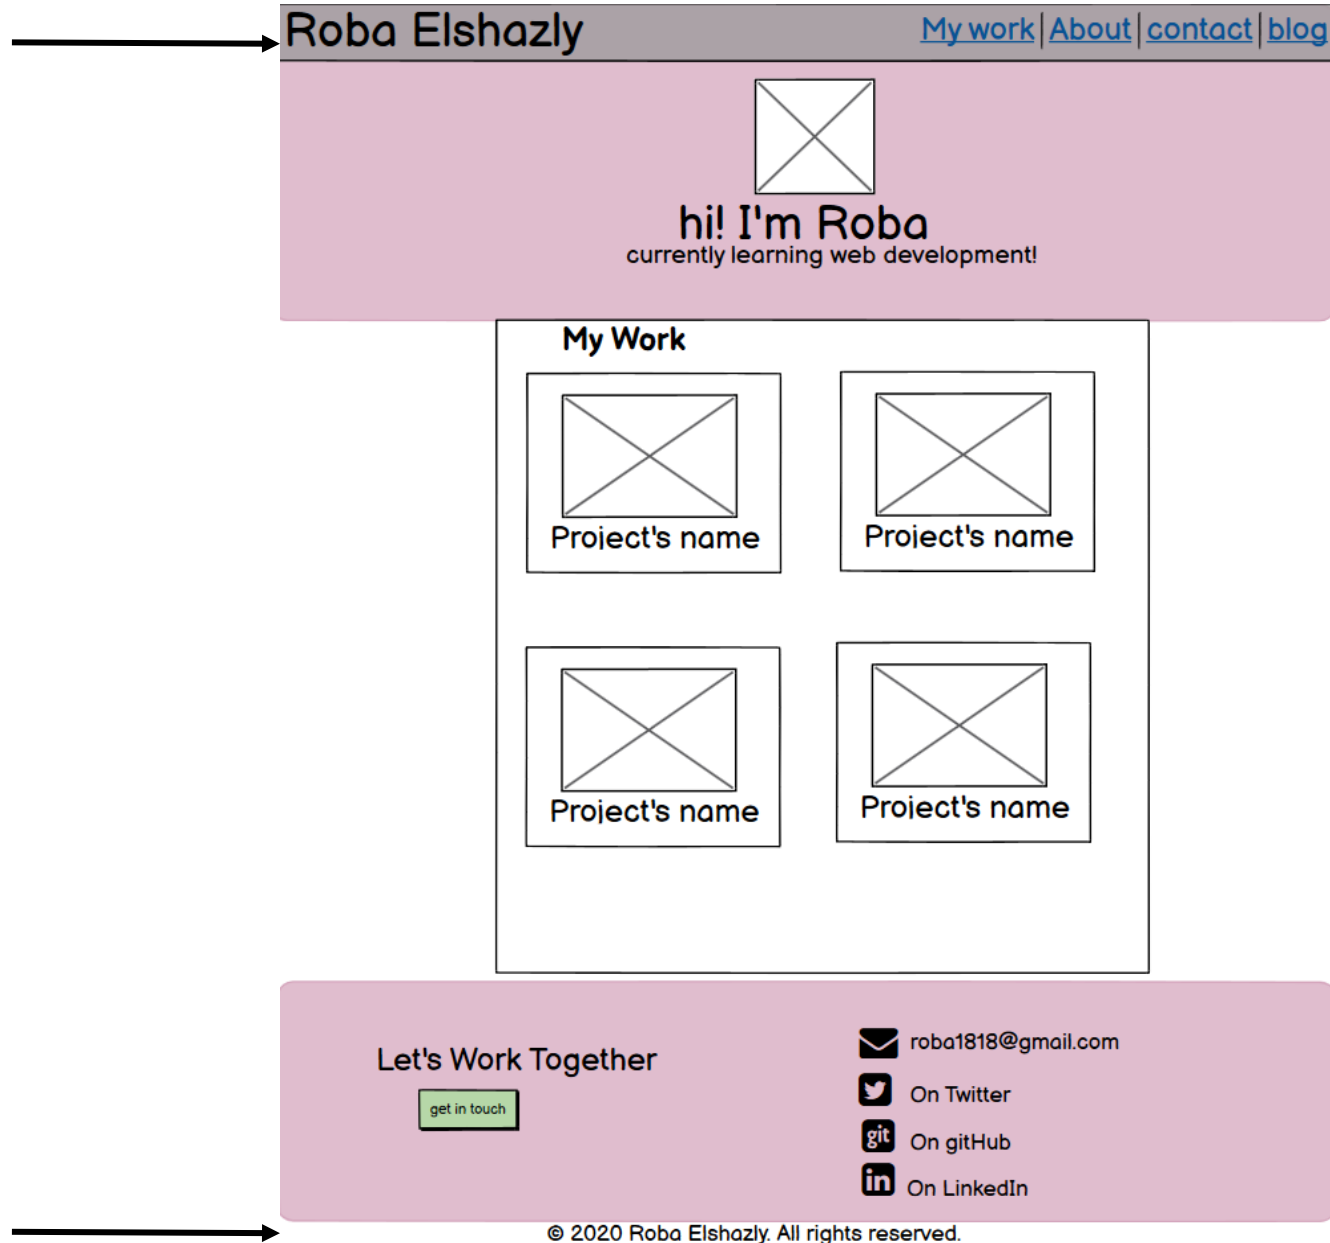 Roba Elshazly
My work | About | contact | blog
hi! I'm Roba
currently learning web development!
My Work
Project's name
Project's name
Project's name
Project's name
Let's Work Together
get in touch
roba1818@gmail.com
On Twitter
git On gitHub
in On LinkedIn
© 2020 Roba Elshazly. All rights reserved.